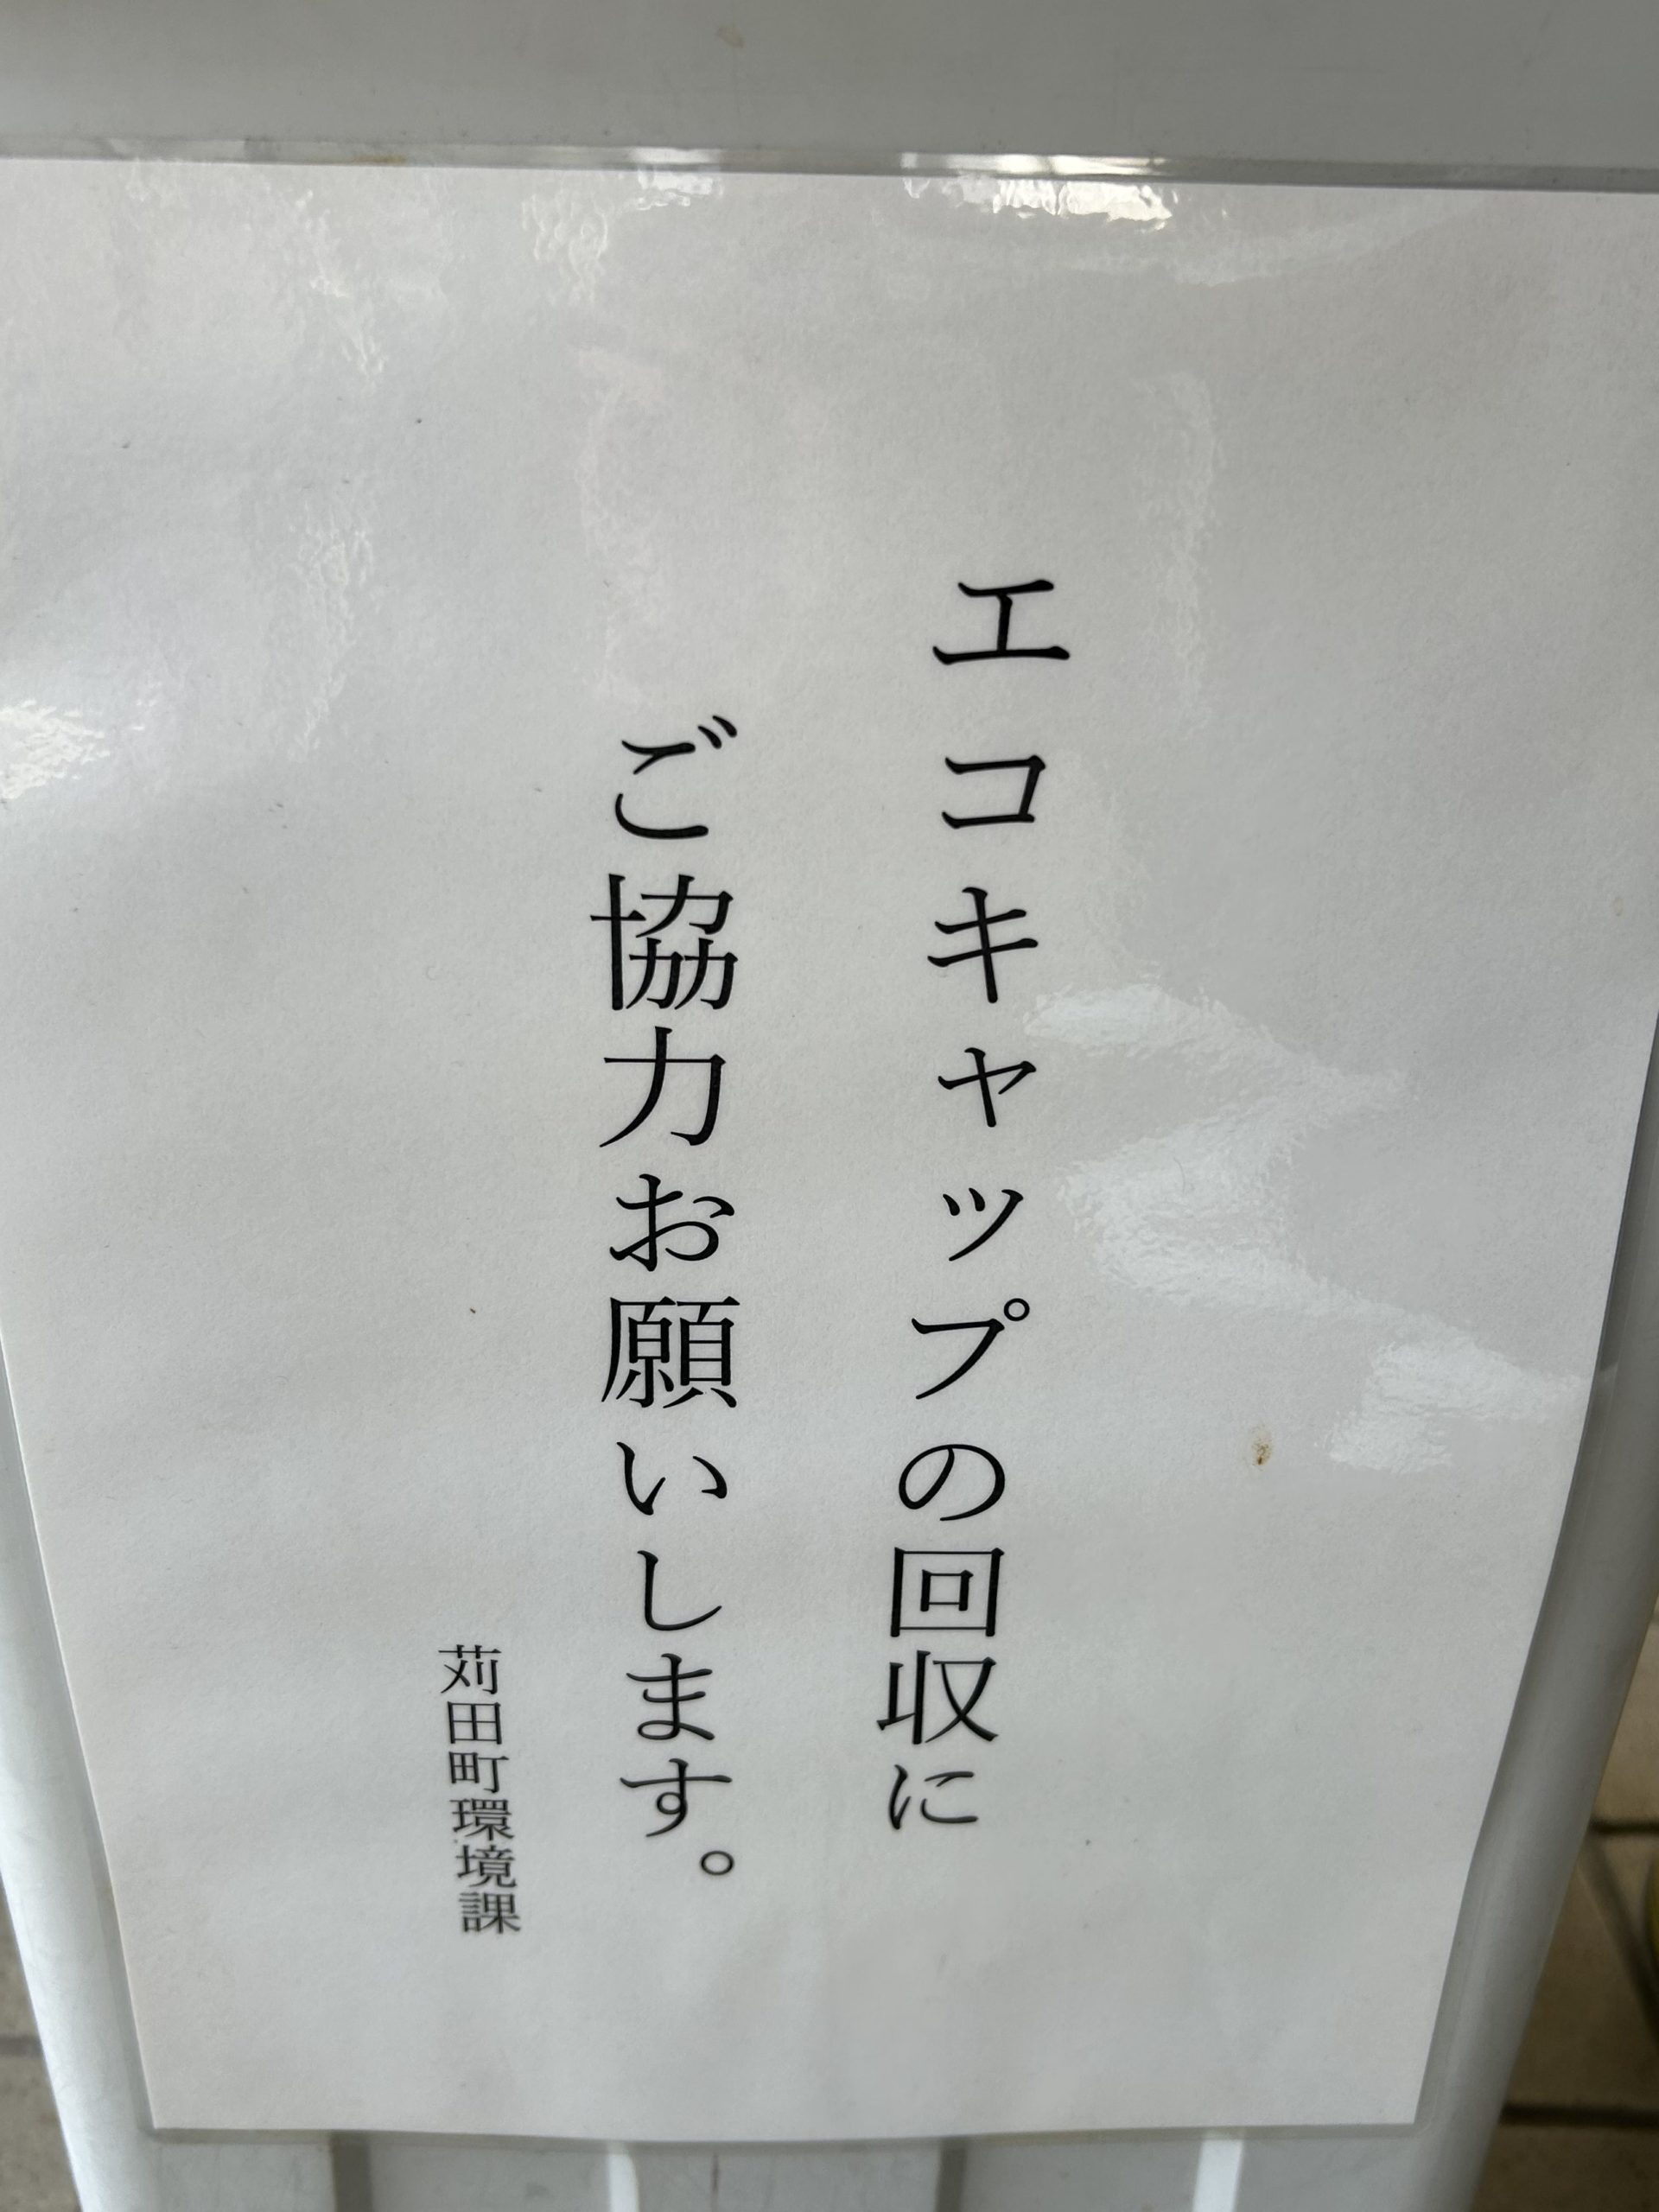 エコキャップの回収に
ご協力お願いします。
苅田町環境課